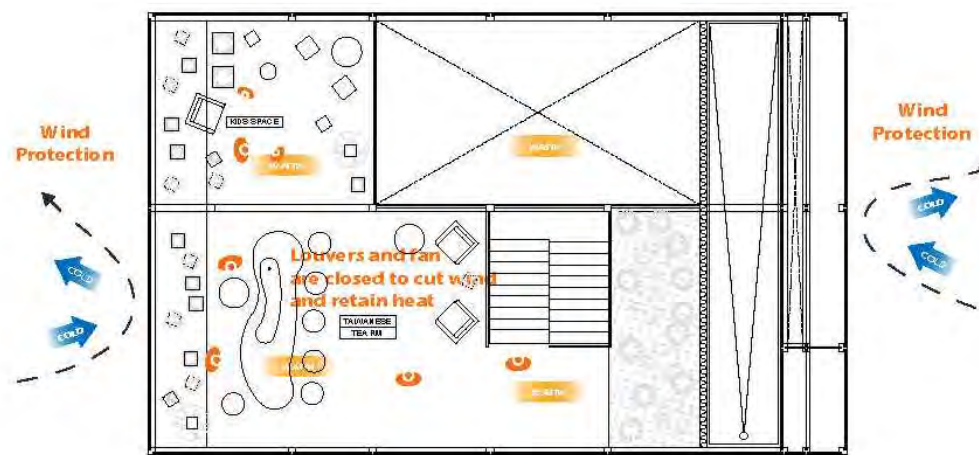 Wind
Protection
Wind
Protection
KIDS SPACE
COLD
COLD
COLD
COLD
Louvers and fan
are closed to cut wind
and retain heat
TAIWANESE
TEA RM